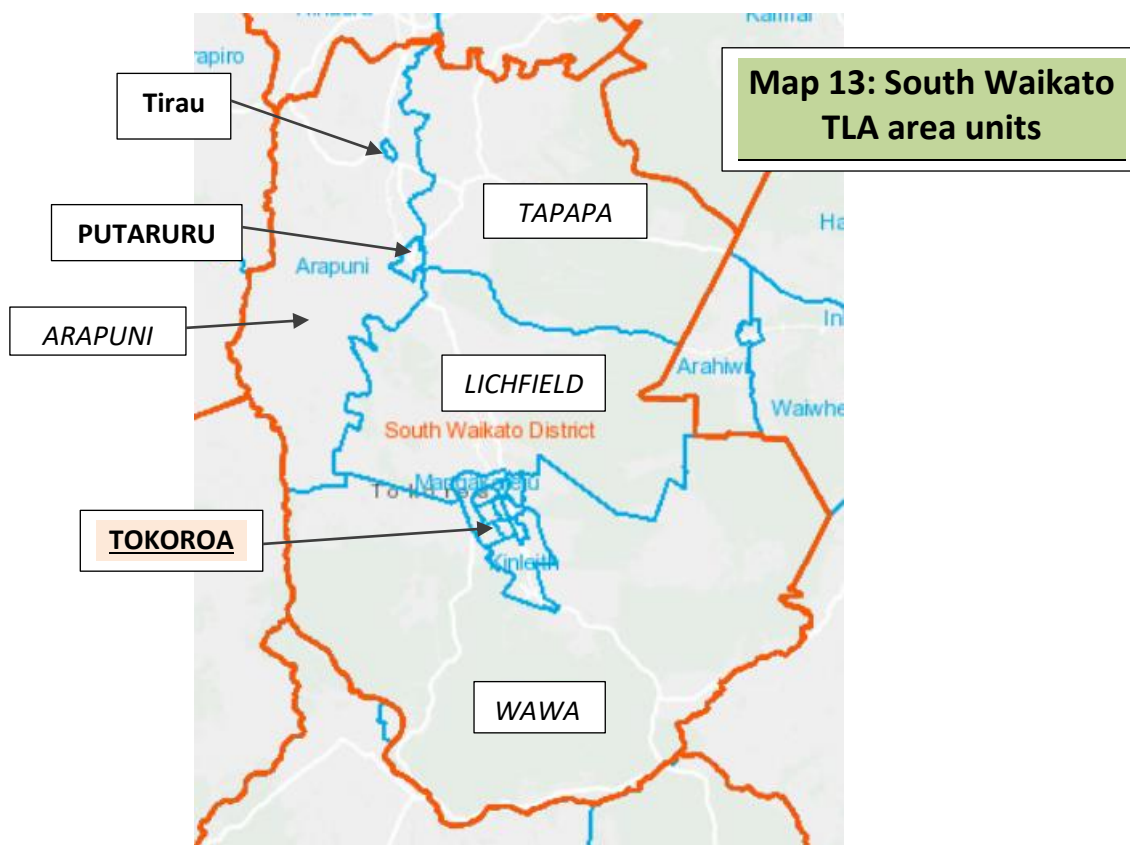 Map 13: South Waikato
TLA area units
Tirau
TAPAPA
PUTARURU
Arapuni
ARAPUNI
Arahiwi
LICHFIELD
South Waikato District
TOKOROA
Kinleith
WAWA